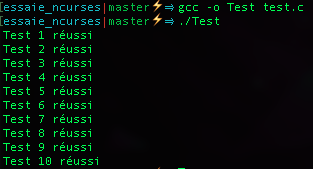 [essaie_ncurses|master⚡⇒ gcc -o Test test.c
[essaie_ncurses|master⚡⇒ ./Test
Test 1 réussi
Test 2 réussi
Test 3 réussi
Test 4 réussi
Test 5 réussi
Test 6 réussi
Test 7 réussi
Test 8 réussi
Test 9 réussi
Test 10 réussi